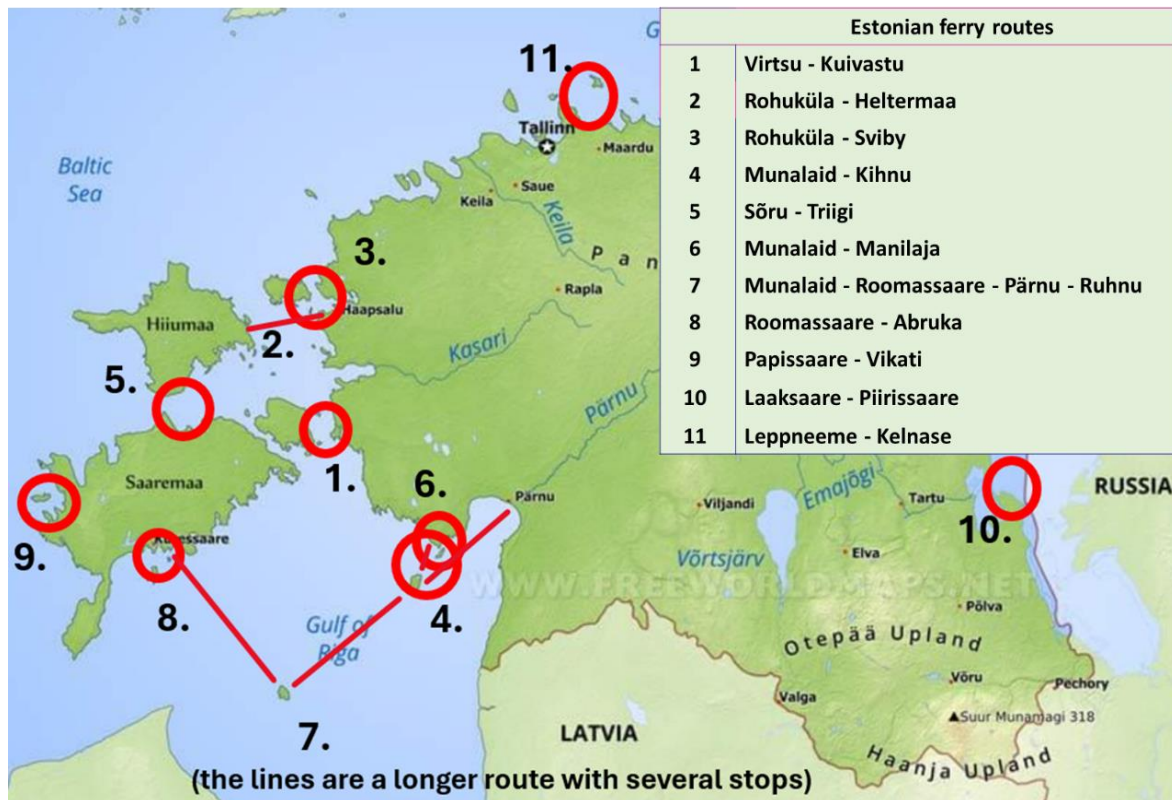 Estonian ferry routes
1 Virtsu - Kuivastu
2 Rohuküla - Heltermaa
3 Rohuküla - Sviby
4 Munalaid - Kihnu
5 Sõru - Triigi
6 Munalaid - Manilaja
7 Munalaid - Roomassaare - Pärnu - Ruhnu
8 Roomassaare - Abruka
9 Papissaare - Vikati
10 Laaksaare - Piirissaare
11 Leppneeme - Kelnase
11.
G
Tallinn
Maardu
Baltic
Sea
Saue
Keila
Keila
P a n
3.
Rapla
Haapsalu
Hiiumaa
2.
Kasari
5.
Pärnu
1.
6.
Saaremaa
Pärnu
Viljandi
Emajõgi
Tartu
RUSSIA
10.
9.
Kuressaare
Võrtsjärv
Elva
WWW.FREEWORLDMAPS.NET
8.
4.
Põlva
Gulf of
Riga
Otepää Upland
Võru
Pechory
Valga
Suur Munamagi 318
7.
LATVIA
Haanja Upland
(the lines are a longer route with several stops)